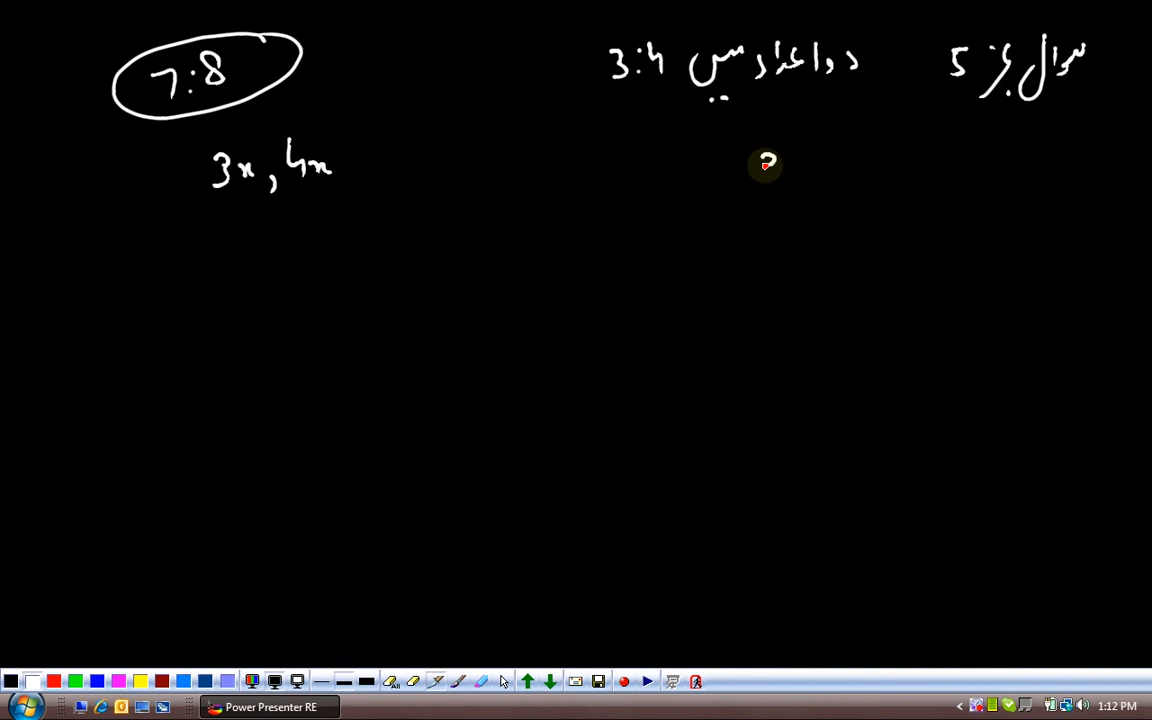 سوال نمبر 5
دو اعداد میں 3:4
7:8
3x, 4x
?
Power Presenter RE
1:12 PM